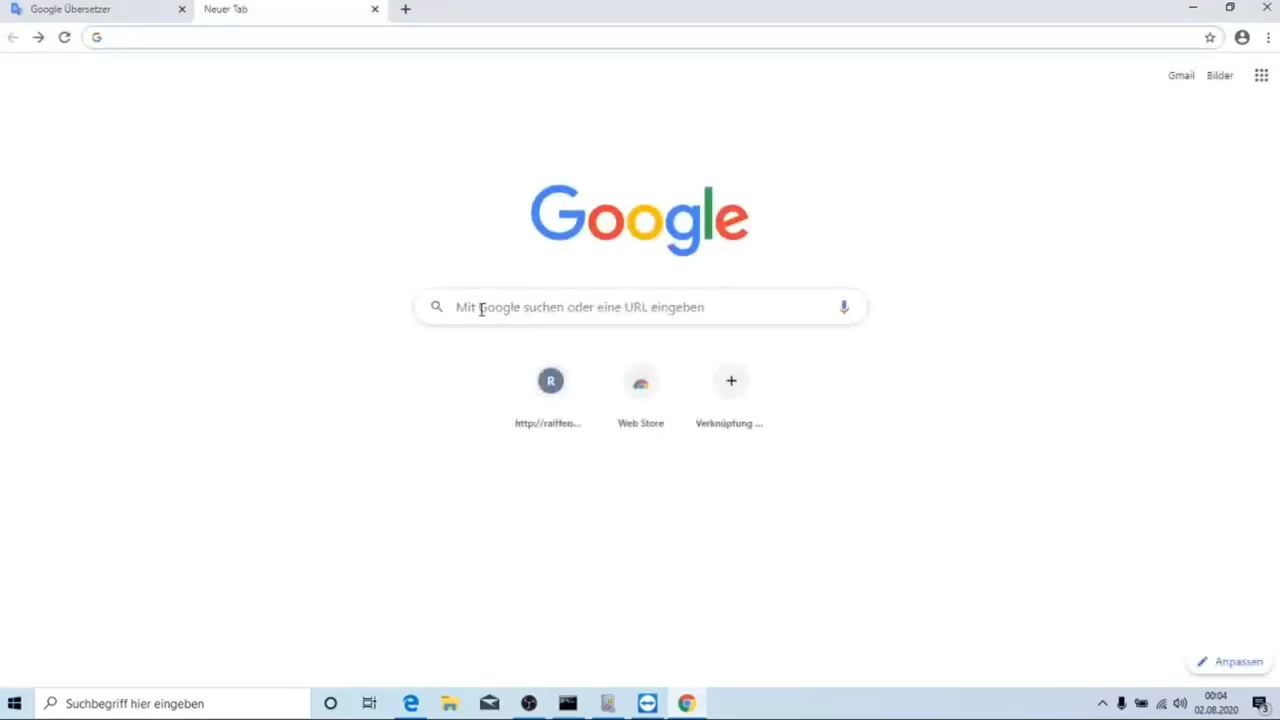 Google Übersetzer
Neuer Tab
Gmail Bilder
Google
Mit Google suchen oder eine URL eingeben
R
http://raiffeis...
Web Store
Verknüpfung ...
Anpassen
Suchbegriff hier eingeben
00:04
02.08.2020
3